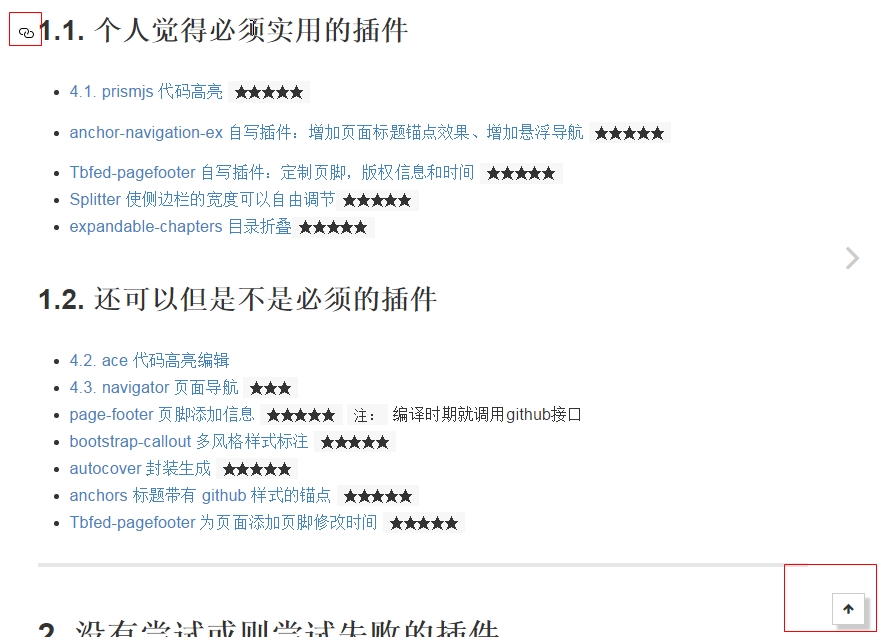 1.1. 个人觉得必须实用的插件
4.1. prismjs 代码高亮 ★★★★★
anchor-navigation-ex 自写插件：增加页面标题锚点效果、增加悬浮导航 ★★★★★
Tbfed-pagefooter 自写插件：定制页脚，版权信息和时间 ★★★★★
Splitter 使侧边栏的宽度可以自由调节 ★★★★★
expandable-chapters 目录折叠 ★★★★★
1.2. 还可以但是不是必须的插件
4.2. ace 代码高亮编辑
4.3. navigator 页面导航 ★★★
page-footer 页脚添加信息 ★★★★★ 注： 编译时期就调用github接口
bootstrap-callout 多风格样式标注 ★★★★★
autocover 封装生成 ★★★★★
anchors 标题带有 github 样式的锚点 ★★★★★
Tbfed-pagefooter 为页面添加页脚修改时间 ★★★★★
2. 没有尝试或则尝试失败的插件